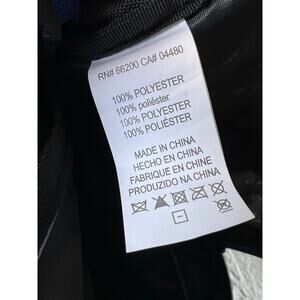 RN# 66200 CA# 04480
100% POLYESTER
100% poliéster
100% POLYESTER
100% POLIÉSTER
MADE IN CHINA
HECHO EN CHINA
FABRIQUE EN CHINE
PRODUZIDO NA CHINA